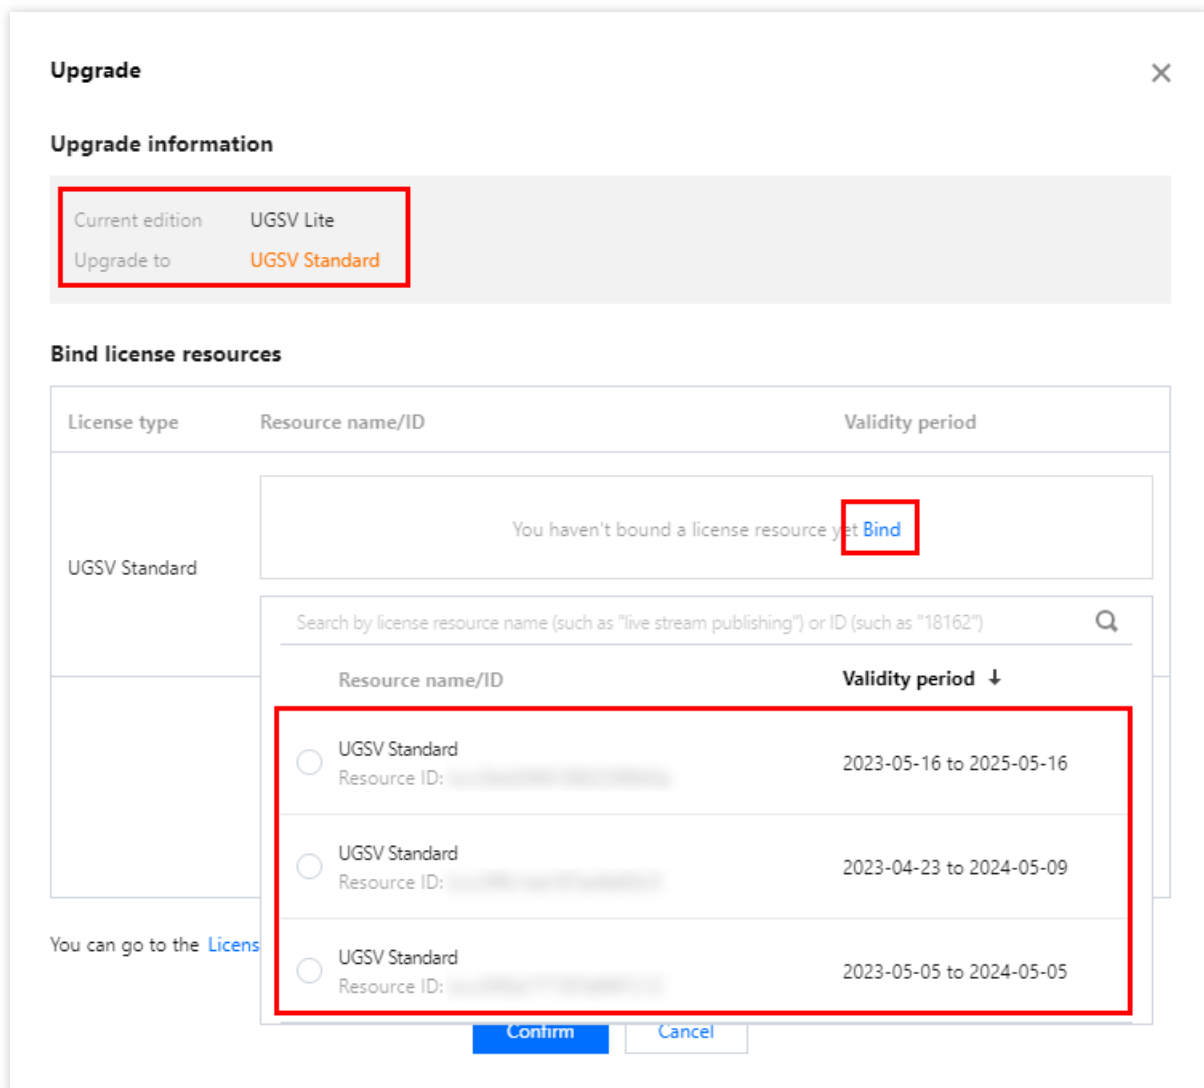 Upgrade
Upgrade information
Current edition UGSV Lite
Upgrade to UGSV Standard
Bind license resources
License type Resource name/ID Validity period
You haven't bound a license resource yet Bind
UGSV Standard
Search by license resource name (such as "live stream publishing") or ID (such as "18162")
Resource name/ID Validity period
UGSV Standard
Resource ID:
2023-05-16 to 2025-05-16
UGSV Standard
Resource ID:
2023-04-23 to 2024-05-09
You can go to the Licens
UGSV Standard
Resource ID:
2023-05-05 to 2024-05-05
Confirm Cancel